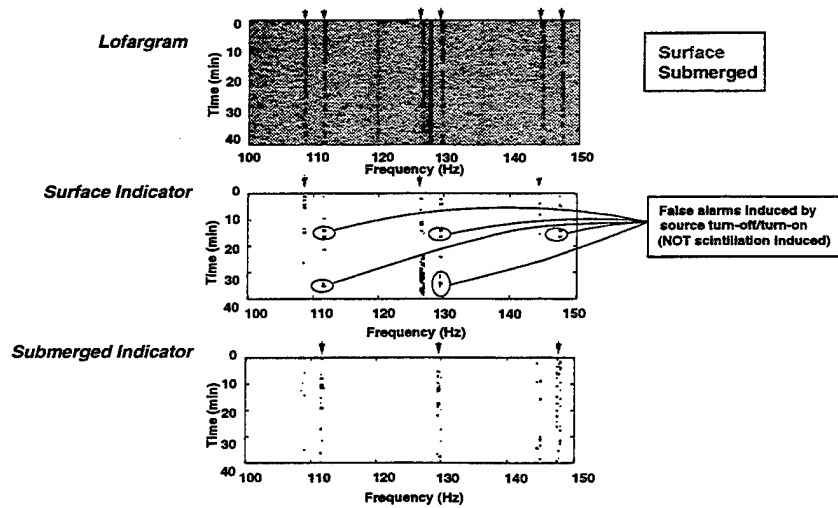 Lofargram
Time (min)
0
10
20
30
40
100 110 120 130 140 150
Frequency (Hz)
Surface
Submerged
Surface Indicator
Time (min)
0
10
20
30
40
100 110 120 130 140 150
Frequency (Hz)
False alarms induced by
source turn-off/turn-on
(NOT scintillation induced)
Submerged Indicator
Time (min)
0
10
20
30
40
100 110 120 130 140 150
Frequency (Hz)